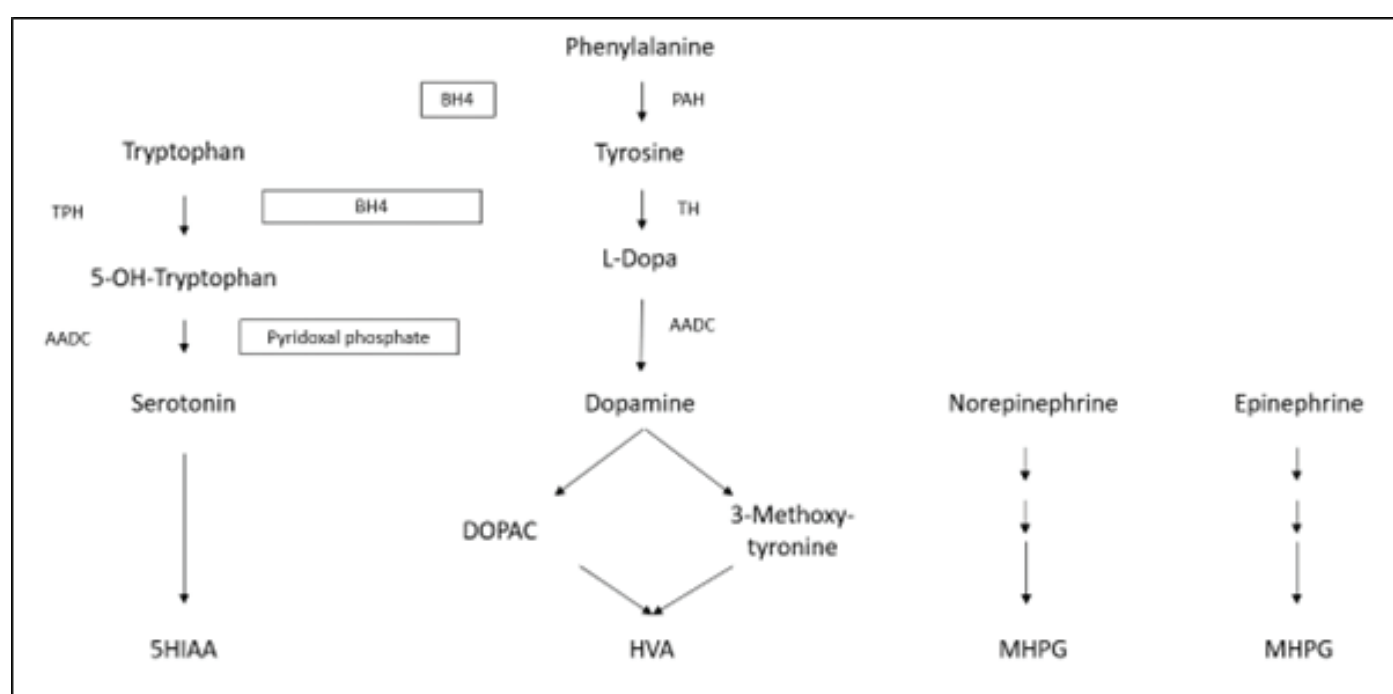 Phenylalanine
BH4
PAH
Tryptophan
Tyrosine
TPH
BH4
TH
L-Dopa
5-OH-Tryptophan
AADC
Pyridoxal phosphate
AADC
Serotonin
Dopamine
Norepinephrine
Epinephrine
DOPAC
3-Methoxy-
tyronine
5HIAA
HVA
MHPG
MHPG